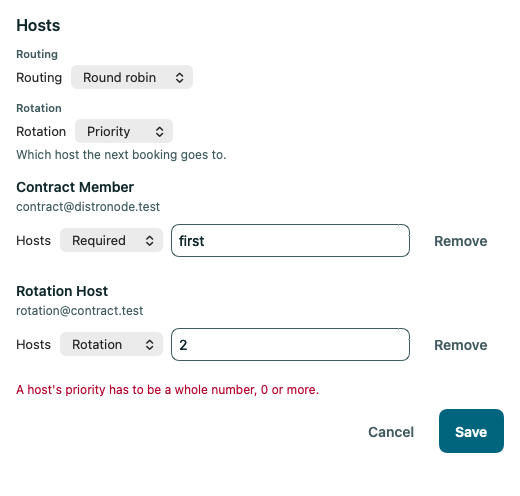 Hosts
Routing
Routing Round robin
Rotation
Rotation Priority
Which host the next booking goes to.
Contract Member
contract@distronode.test
Hosts Required first Remove
Rotation Host
rotation@contract.test
Hosts Rotation 2 Remove
A host's priority has to be a whole number, 0 or more.
Cancel Save